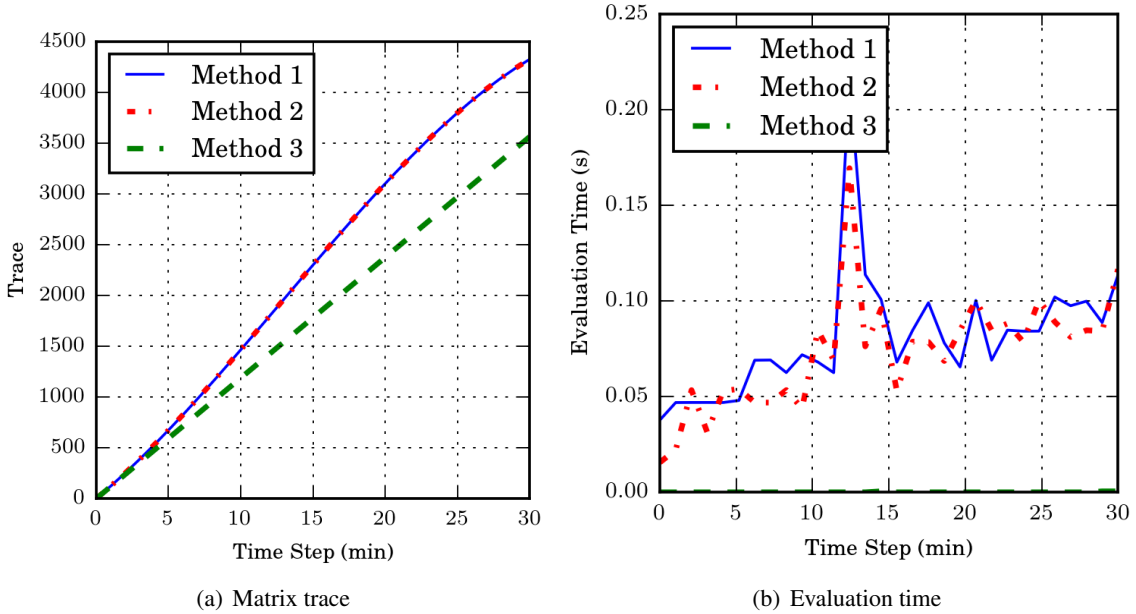 4500
4000
3500
3000
2500
2000
1500
1000
500
0
Trace
Method 1
Method 2
Method 3
0 5 10 15 20 25 30
Time Step (min)
(a) Matrix trace
0.25
0.20
0.15
0.10
0.05
0.00
Evaluation Time (s)
Method 1
Method 2
Method 3
0 5 10 15 20 25 30
Time Step (min)
(b) Evaluation time